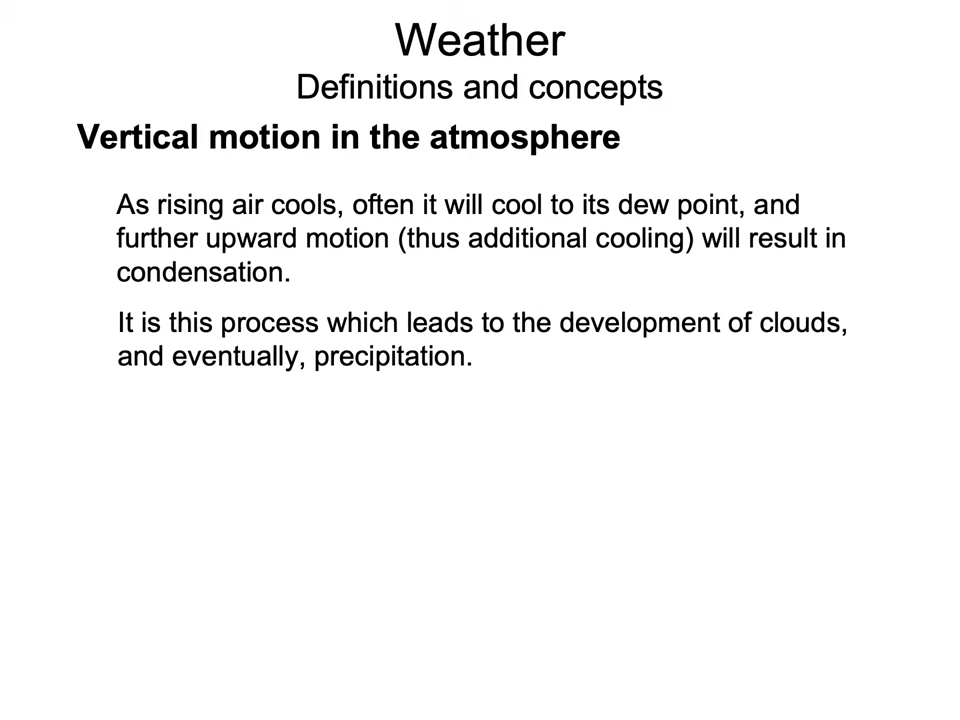 Weather
Definitions and concepts
Vertical motion in the atmosphere
As rising air cools, often it will cool to its dew point, and
further upward motion (thus additional cooling) will result in
condensation.
It is this process which leads to the development of clouds,
and eventually, precipitation.